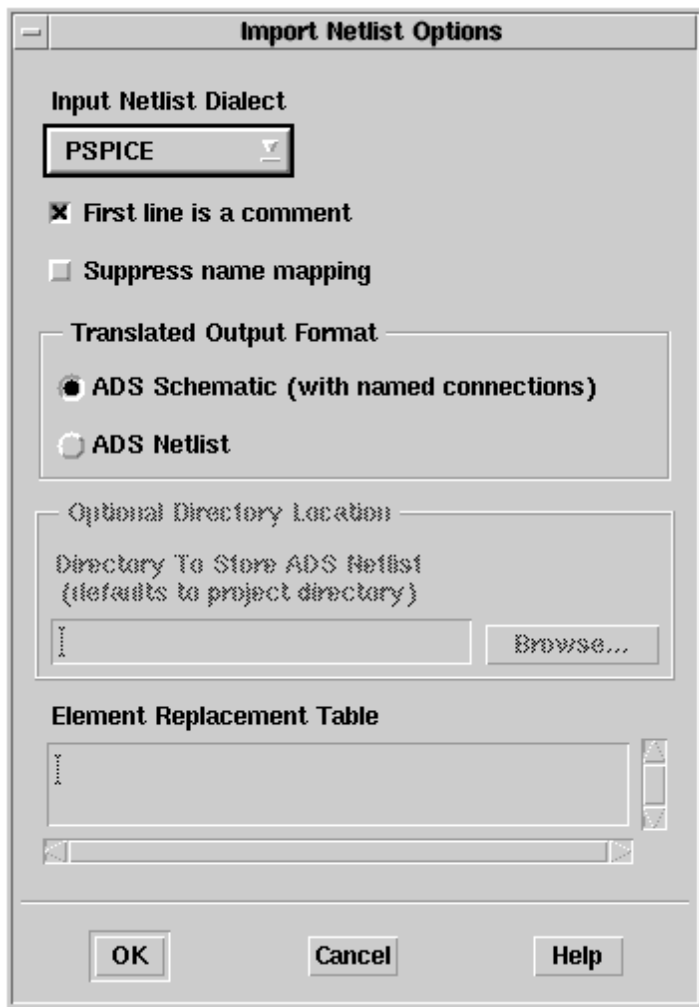 Import Netlist Options
Input Netlist Dialect
PSPICE
First line is a comment
Suppress name mapping
Translated Output Format
ADS Schematic (with named connections)
ADS Netlist
Optional Directory Location
Directory To Store ADS Netlist
(defaults to project directory)
Browse...
Element Replacement Table
OK Cancel Help